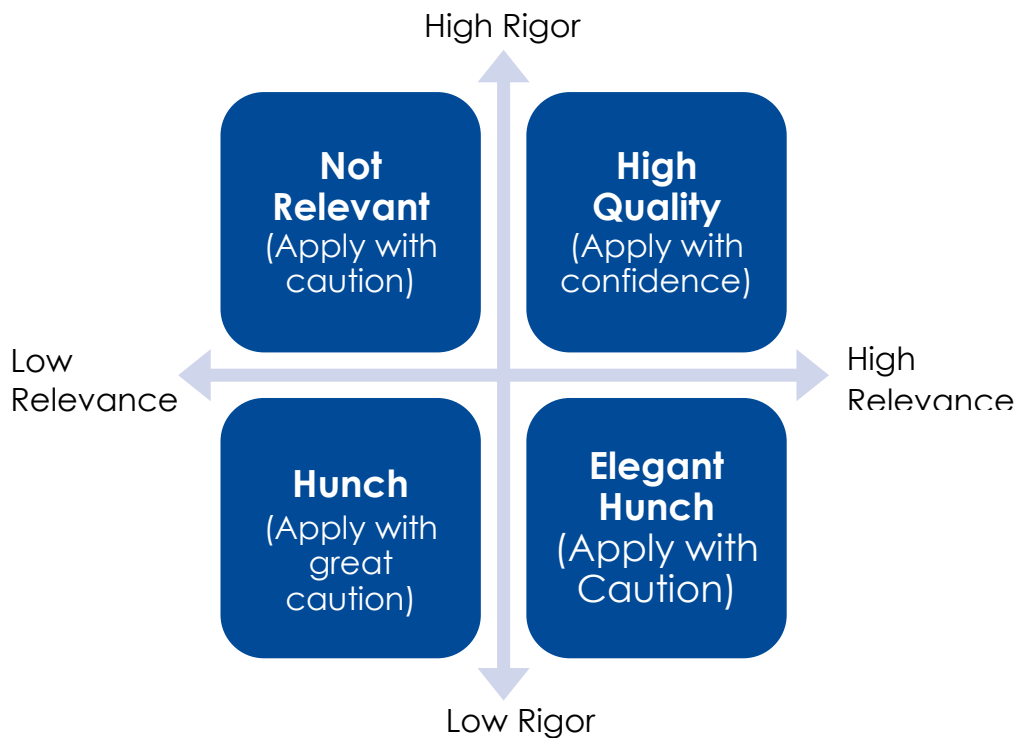 High Rigor
Not
Relevant
(Apply with
caution)
High
Quality
(Apply with
confidence)
Low
Relevance
High
Relevance
Hunch
(Apply with
great
caution)
Elegant
Hunch
(Apply with
Caution)
Low Rigor